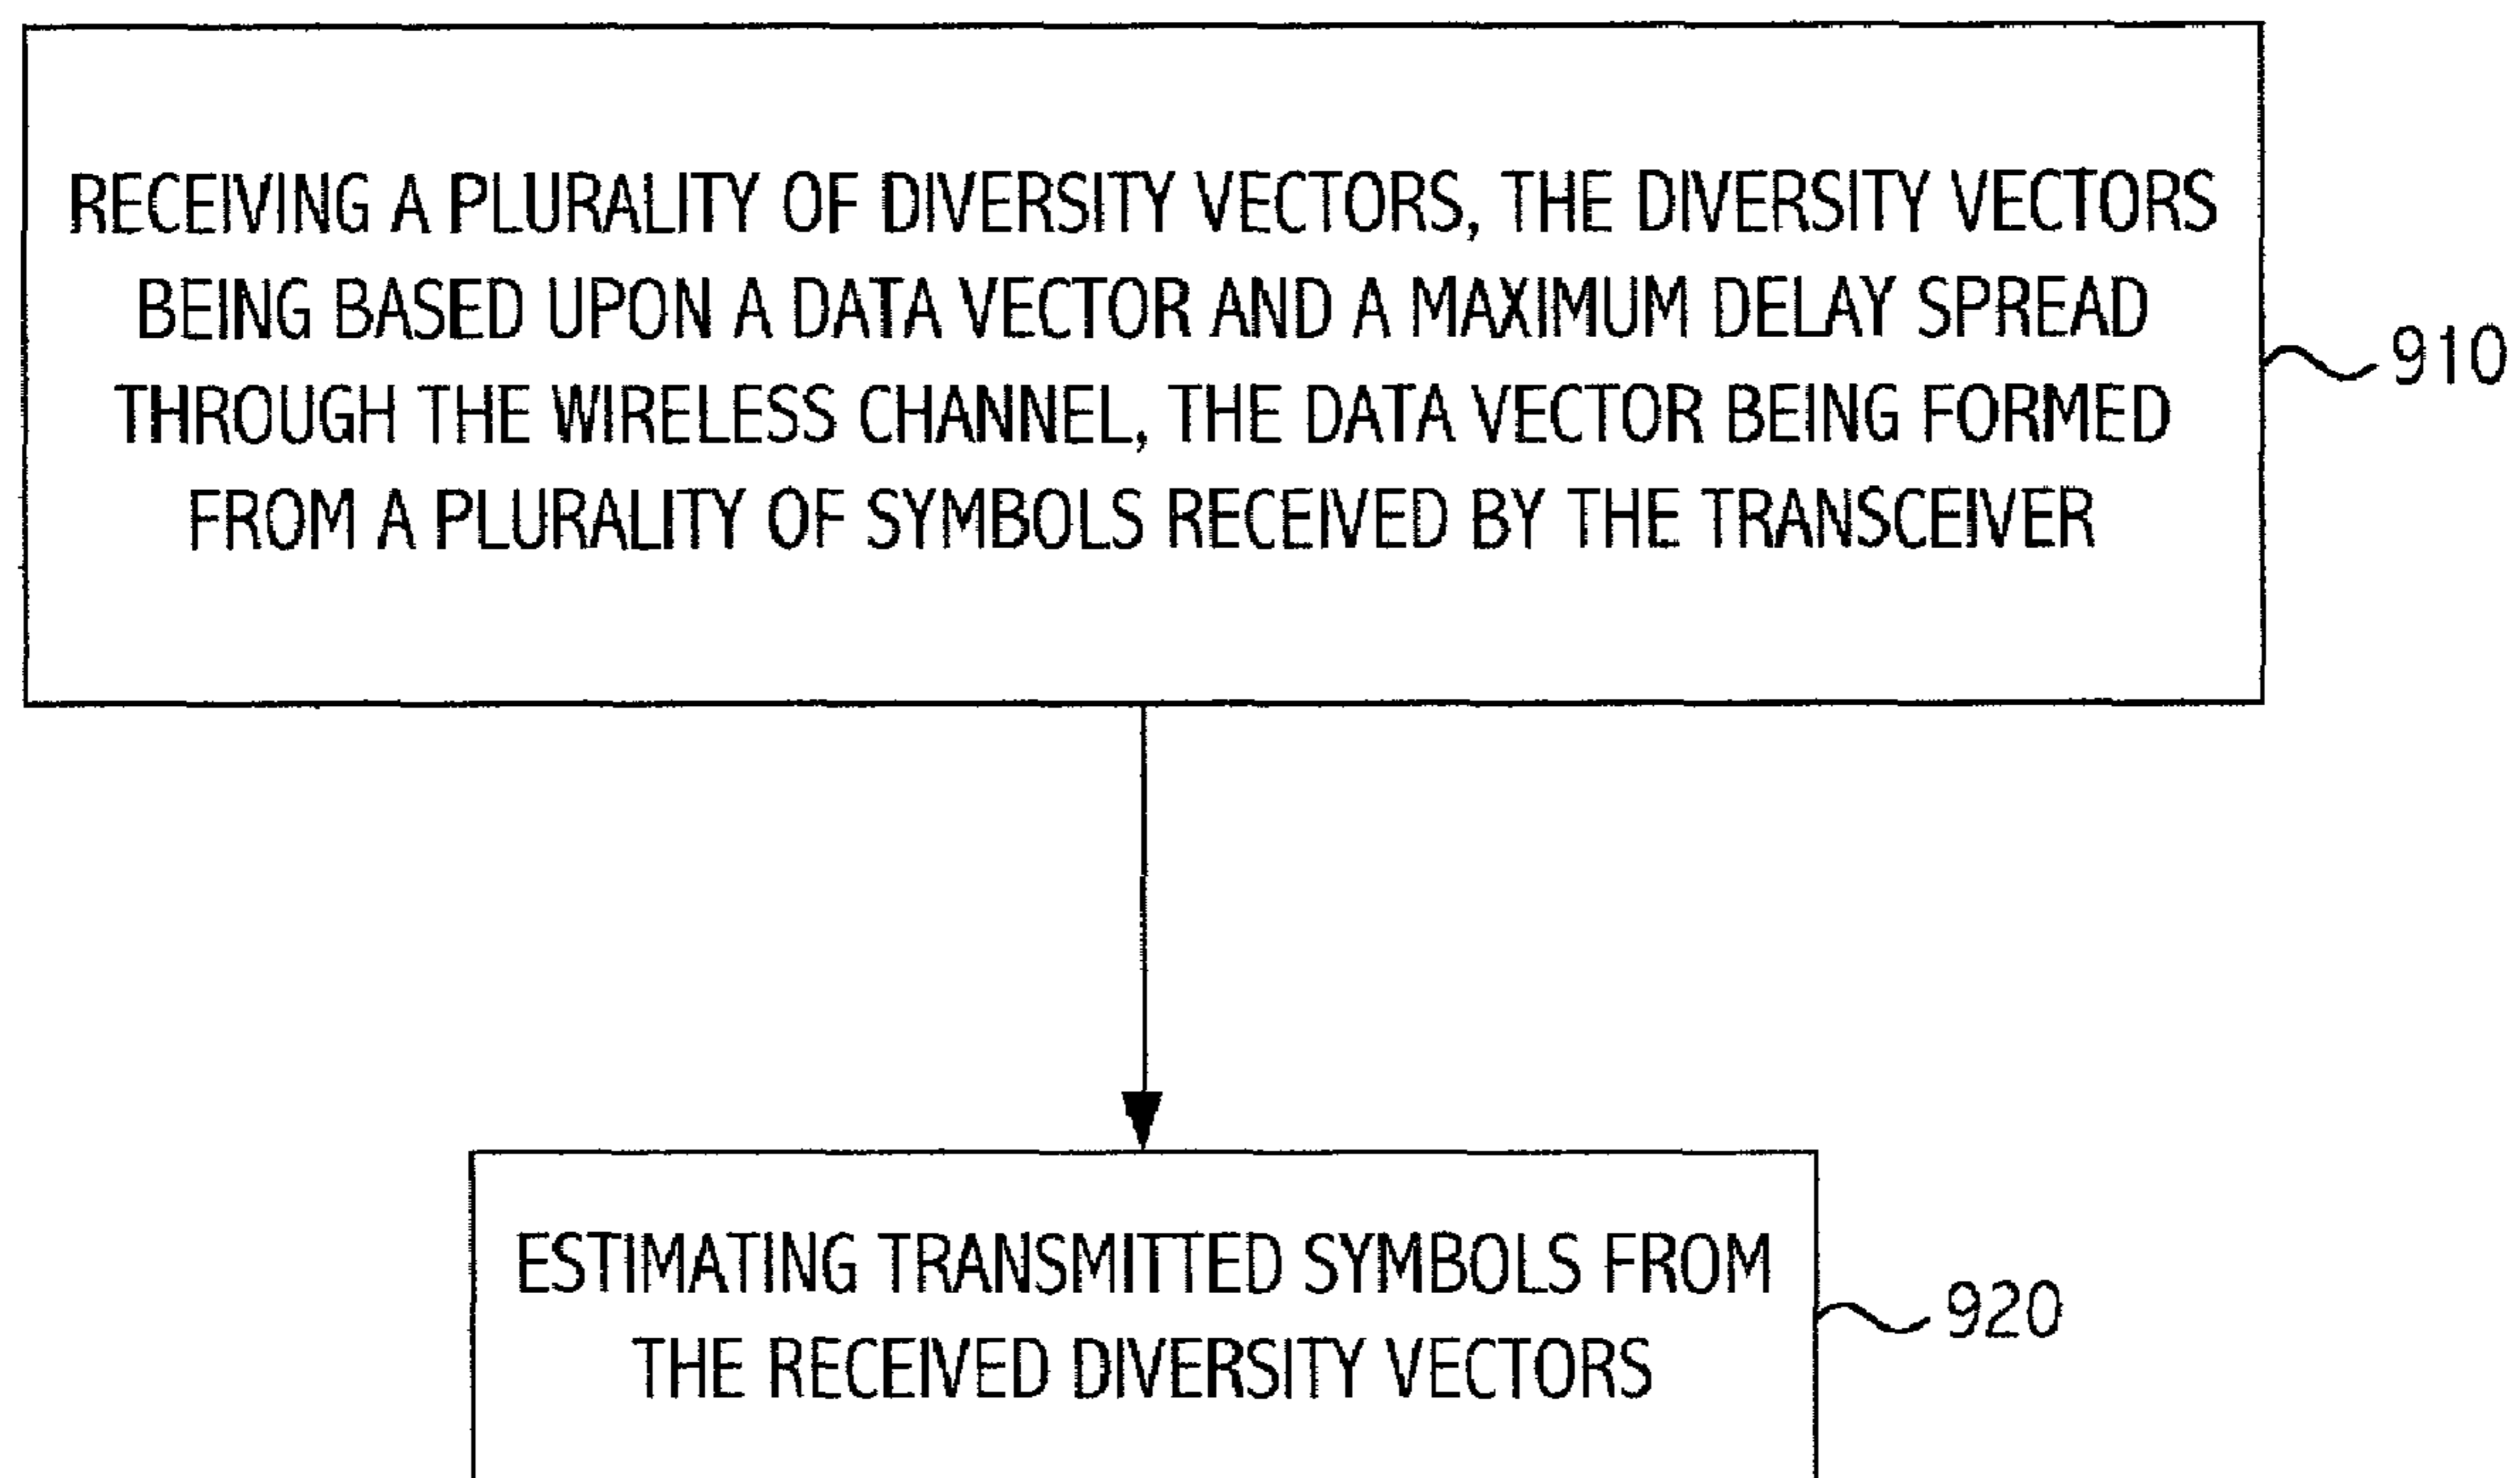 RECEIVING A PLURALITY OF DIVERSITY VECTORS, THE DIVERSITY VECTORS
BEING BASED UPON A DATA VECTOR AND A MAXIMUM DELAY SPREAD
THROUGH THE WIRELESS CHANNEL, THE DATA VECTOR BEING FORMED
FROM A PLURALITY OF SYMBOLS RECEIVED BY THE TRANSCEIVER
910
ESTIMATING TRANSMITTED SYMBOLS FROM
THE RECEIVED DIVERSITY VECTORS
920